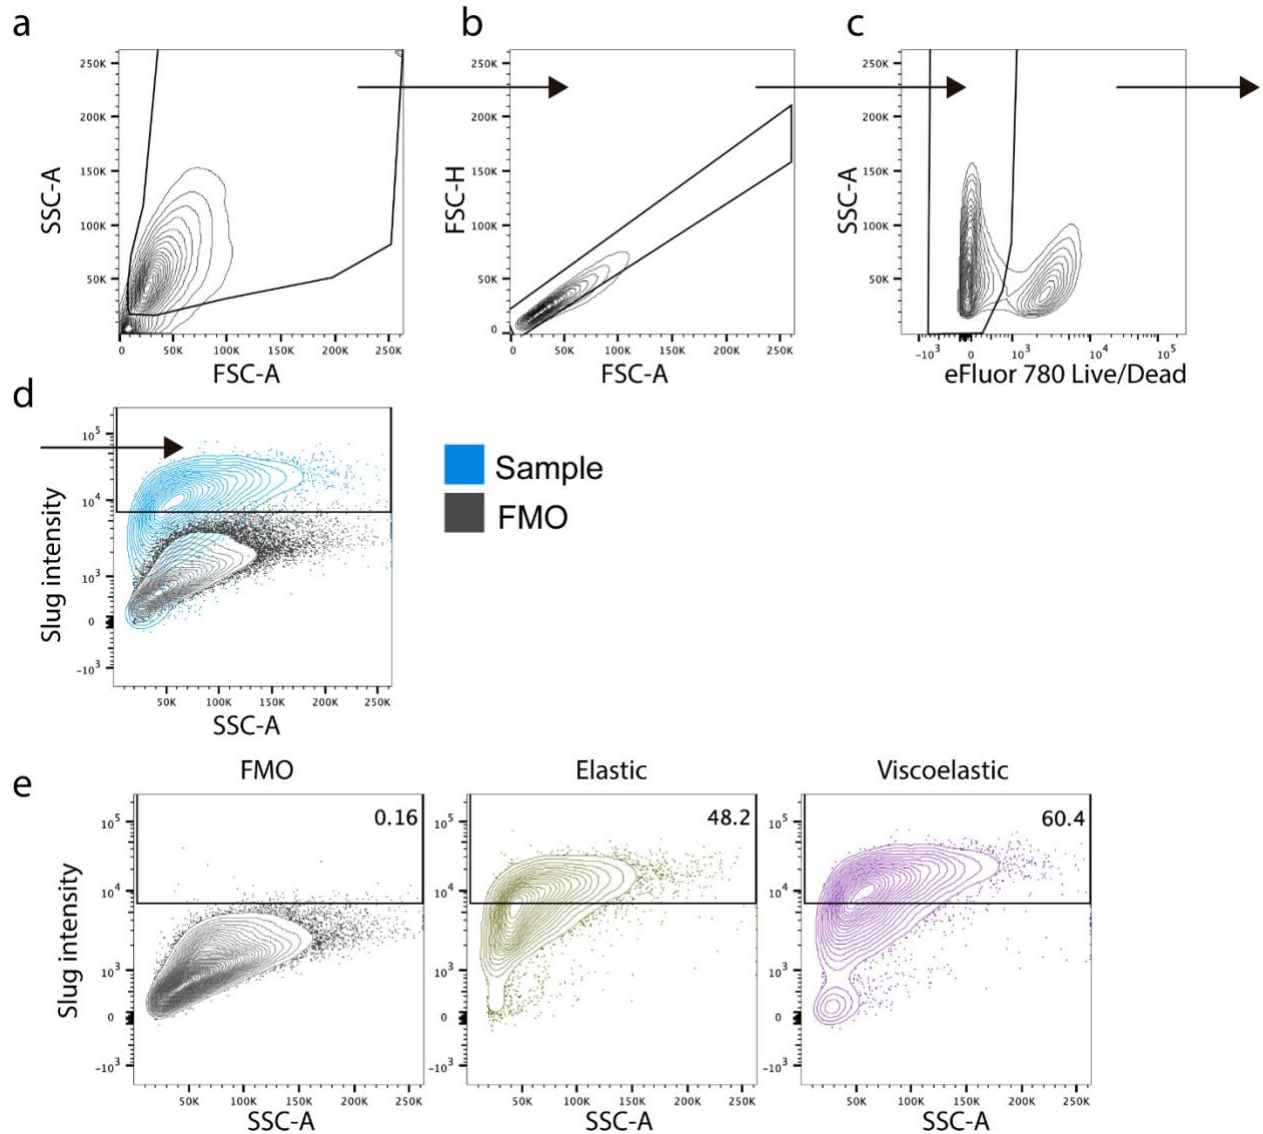 a
250K
200K
150K
100K
50K
0
SSC-A
0 50K 100K 150K 200K 250K
FSC-A
b
250K
200K
150K
100K
50K
0
FSC-H
0 50K 100K 150K 200K 250K
FSC-A
c
250K
200K
150K
100K
50K
0
SSC-A
-10³ 0 10³ 10⁴ 10⁵
eFluor 780 Live/Dead
d
10⁵
10⁴
10³
0
-10³
Slug intensity
50K 100K 150K 200K 250K
SSC-A
Sample
FMO
e
FMO
0.16
10⁵
10⁴
10³
0
-10³
Slug intensity
50K 100K 150K 200K 250K
SSC-A
Elastic
48.2
10⁵
10⁴
10³
0
-10³
50K 100K 150K 200K 250K
SSC-A
Viscoelastic
60.4
10⁵
10⁴
10³
0
-10³
50K 100K 150K 200K 250K
SSC-A